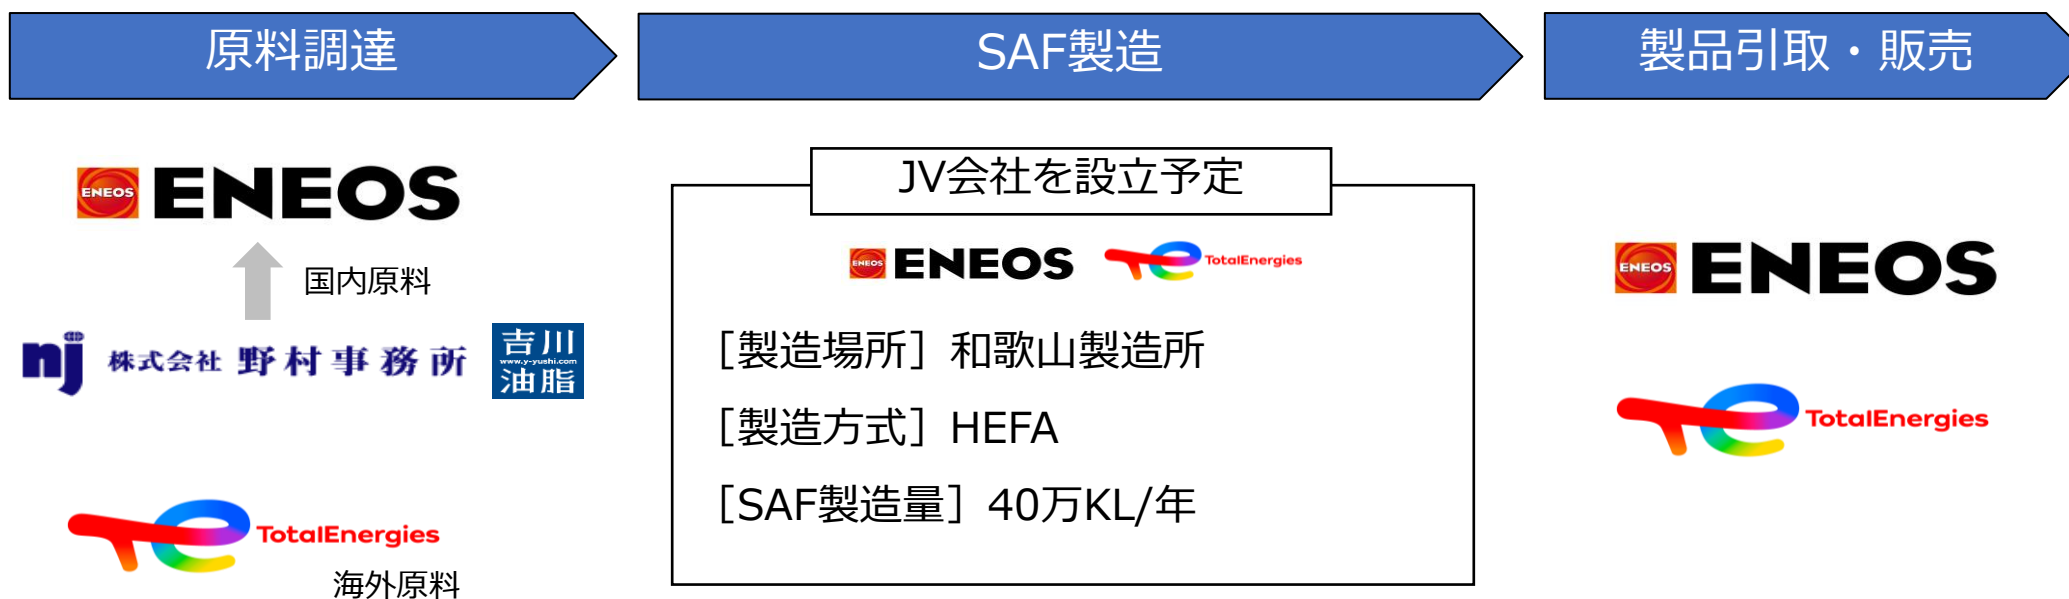 原料調達
SAF製造
製品引取・販売
ENEOS ENEOS
国内原料
nj 株式会社 野村事務所
吉川
www.y-yushi.com
油脂
TotalEnergies
海外原料
JV会社を設立予定
ENEOS ENEOS TotalEnergies
［製造場所］和歌山製造所
［製造方式］HEFA
［SAF製造量］40万KL/年
ENEOS ENEOS
TotalEnergies